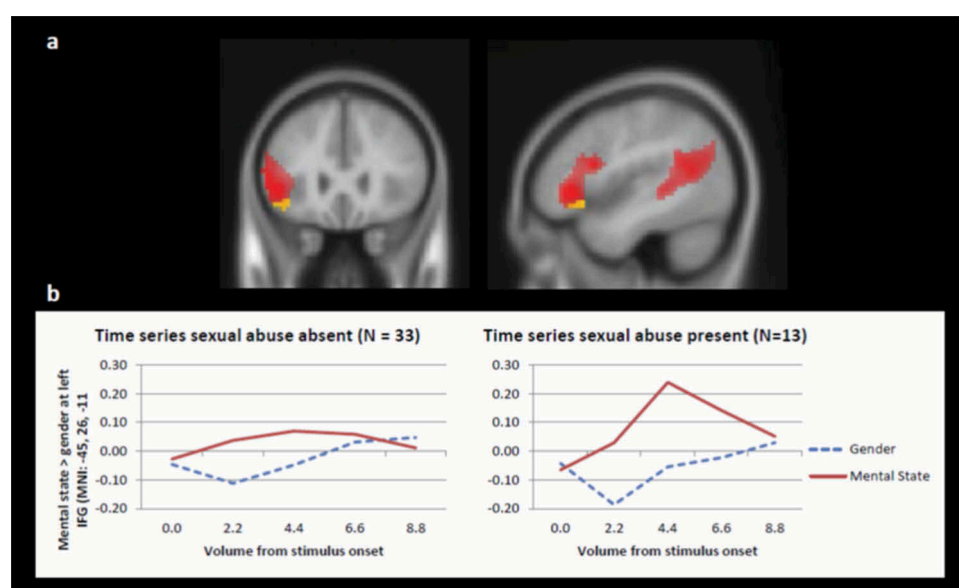 a
b
Time series sexual abuse absent (N = 33)
Mental state > gender at left
IFG (MNI: -45, 26, -11
0.30
0.20
0.10
0.00
-0.10
-0.20
0.0 2.2 4.4 6.6 8.8
Volume from stimulus onset
Time series sexual abuse present (N=13)
0.30
0.20
0.10
0.00
-0.10
-0.20
0.0 2.2 4.4 6.6 8.8
Volume from stimulus onset
Gender
Mental State